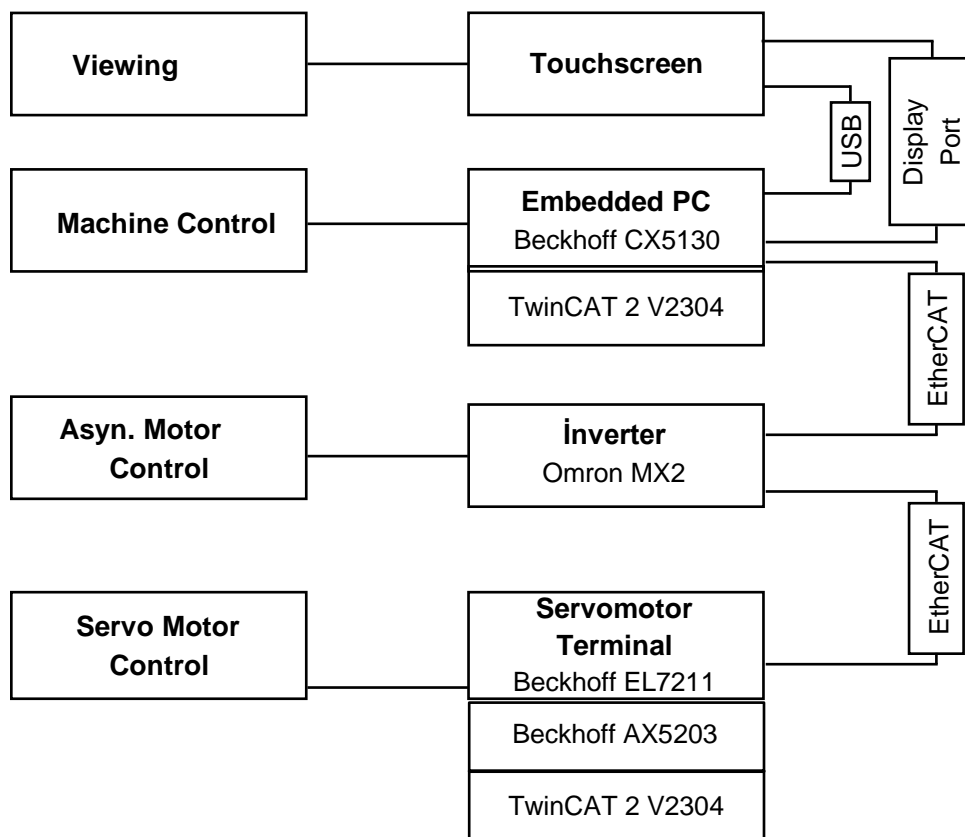 Viewing
Touchscreen
USB
Display
Port
Machine Control
Embedded PC
Beckhoff CX5130
TwinCAT 2 V2304
EtherCAT
Asyn. Motor
Control
İnverter
Omron MX2
EtherCAT
Servo Motor
Control
Servomotor
Terminal
Beckhoff EL7211
Beckhoff AX5203
TwinCAT 2 V2304